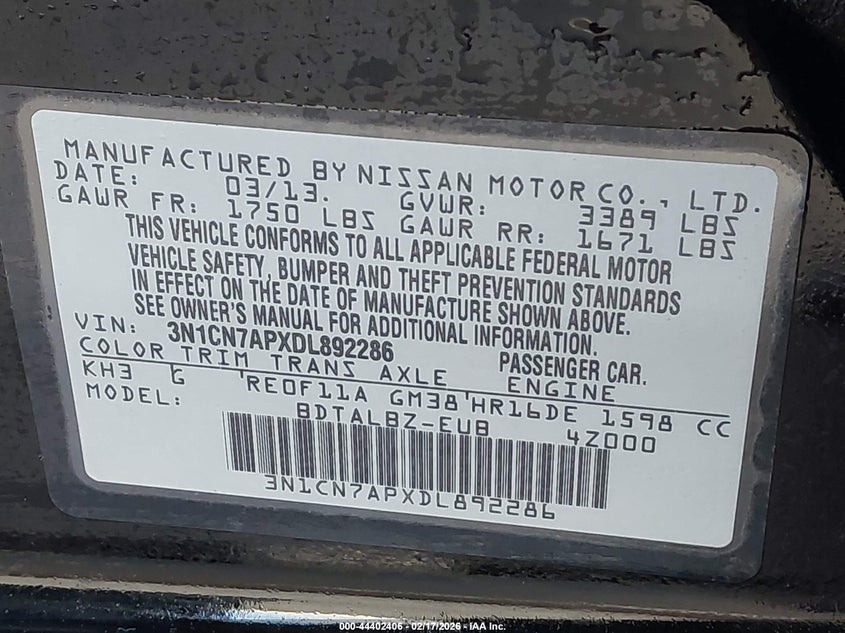 MANUFACTURED BY NISSAN MOTOR CO., LTD.
DATE: 03/13. GVWR: 3389 LBS
GAWR FR: 1750 LBS GAWR RR: 1671 LBS
THIS VEHICLE CONFORMS TO ALL APPLICABLE FEDERAL MOTOR
VEHICLE SAFETY, BUMPER AND THEFT PREVENTION STANDARDS
IN EFFECT ON THE DATE OF MANUFACTURE SHOWN ABOVE.
SEE OWNER'S MANUAL FOR ADDITIONAL INFORMATION.
VIN: 3N1CN7APXDL892286 PASSENGER CAR.
COLOR TRIM TRANS AXLE ENGINE
KH3 G 'RE0F11A GM38'HR16DE 1598 CC
MODEL: BDTALBZ-EUB 4Z000
3N1CN7APXDL892286
000-44402406 - 02/17/2026 - IAA Inc.